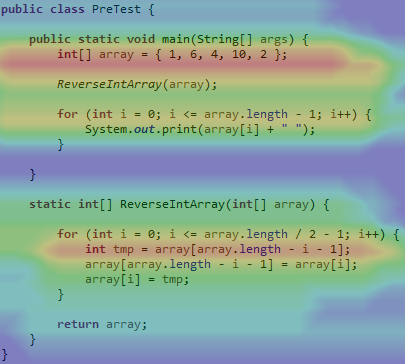 public class PreTest {
public static void main(String[] args) {
int[] array = { 1, 6, 4, 10, 2 };
ReverseIntArray(array);
for (int i = 0; i <= array.length - 1; i++) {
System.out.print(array[i] + " ");
}
}
static int[] ReverseIntArray(int[] array) {
for (int i = 0; i <= array.length / 2 - 1; i++) {
int tmp = array[array.length - i - 1];
array[array.length - i - 1] = array[i];
array[i] = tmp;
}
return array;
}
}